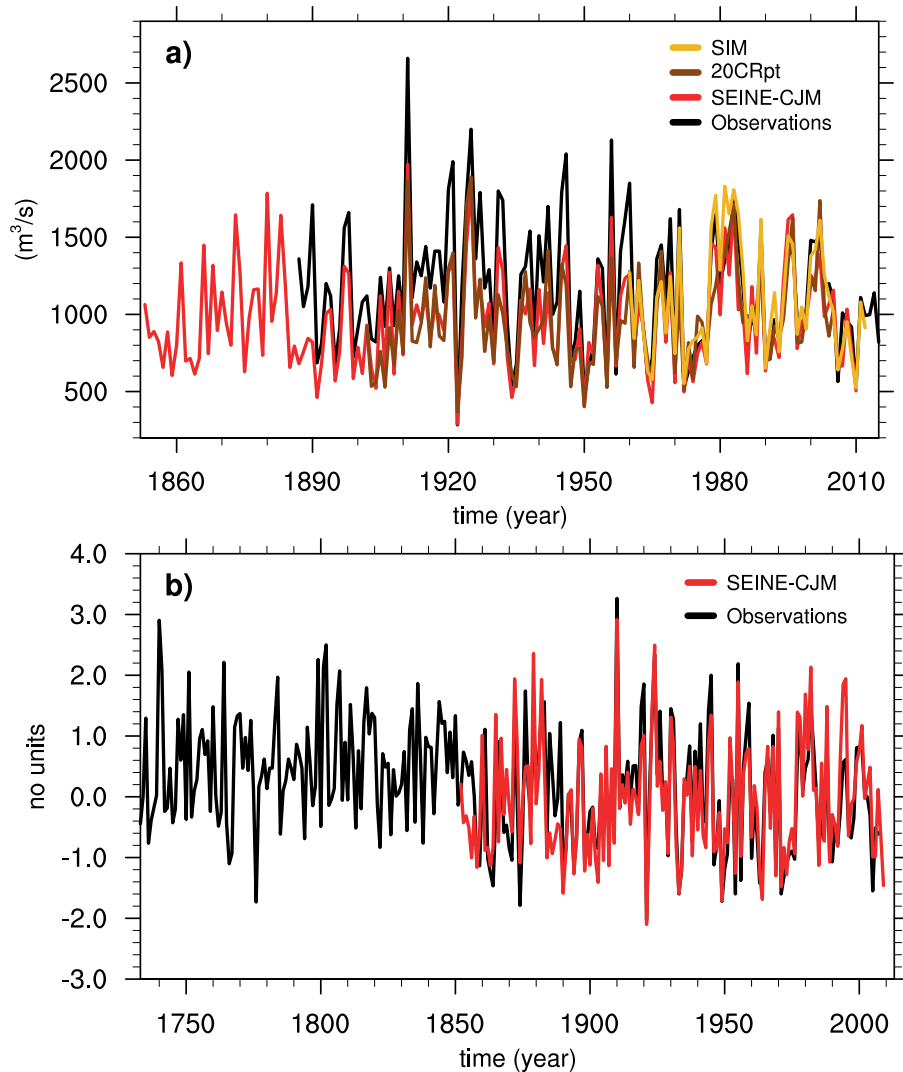 a)
SIM
20CRpt
SEINE-CJM
Observations
2500
2000
1500
1000
500
(m³/s)
1860 1890 1920 1950 1980 2010
time (year)
b)
SEINE-CJM
Observations
4.0
3.0
2.0
1.0
0.0
-1.0
-2.0
-3.0
no units
1750 1800 1850 1900 1950 2000
time (year)